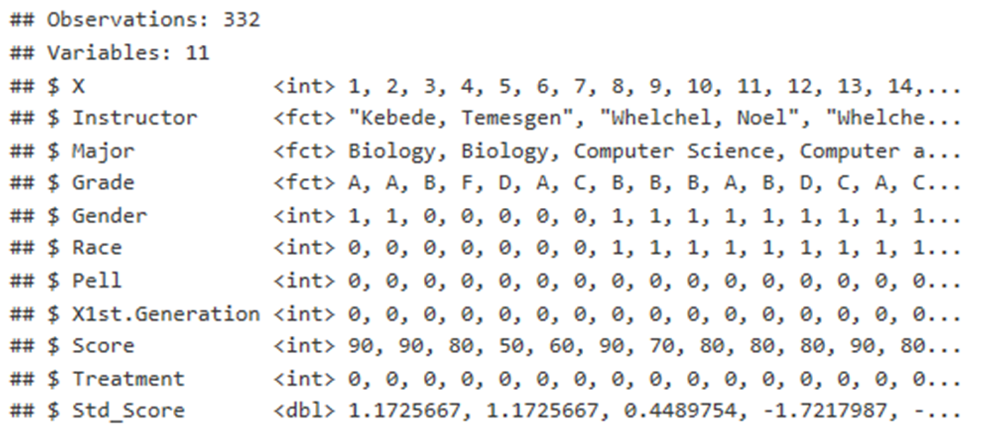 ## Observations: 332
## Variables: 11
## $ X               <int> 1, 2, 3, 4, 5, 6, 7, 8, 9, 10, 11, 12, 13, 14,...
## $ Instructor      <fct> "Kebede, Temesgen", "Whelchel, Noel", "Whelche...
## $ Major           <fct> Biology, Biology, Computer Science, Computer a...
## $ Grade           <fct> A, A, B, F, D, A, C, B, B, B, A, B, D, C, A, C...
## $ Gender          <int> 1, 1, 0, 0, 0, 0, 0, 1, 1, 1, 1, 1, 1, 1, 1, 1...
## $ Race            <int> 0, 0, 0, 0, 0, 0, 0, 1, 1, 1, 1, 1, 1, 1, 1, 1...
## $ Pell            <int> 0, 0, 0, 0, 0, 0, 0, 0, 0, 0, 0, 0, 0, 0, 0, 0...
## $ X1st.Generation <int> 0, 0, 0, 0, 0, 0, 0, 0, 0, 0, 0, 0, 0, 0, 0, 0...
## $ Score           <int> 90, 90, 80, 50, 60, 90, 70, 80, 80, 80, 90, 80...
## $ Treatment       <int> 0, 0, 0, 0, 0, 0, 0, 0, 0, 0, 0, 0, 0, 0, 0, 0...
## $ Std_Score       <dbl> 1.1725667, 1.1725667, 0.4489754, -1.7217987, -...